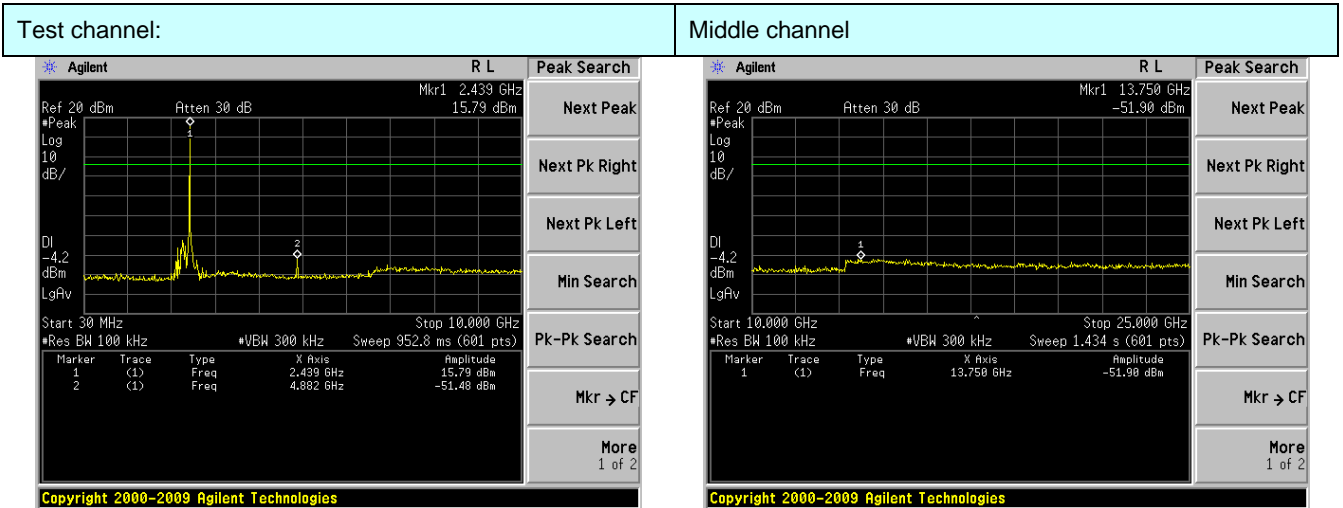 Test channel: Middle channel
Agilent R L Peak Search
Mkr1 2.439 GHz
Ref 20 dBm Atten 30 dB 15.79 dBm
#Peak
1
Log
10
dB/
2
DI
-4.2
dBm
LgAv
Start 30 MHz Stop 10.000 GHz
#Res BW 100 kHz #VBW 300 kHz Sweep 952.8 ms (601 pts)
Marker Trace Type X Axis Amplitude
1 (1) Freq 2.439 GHz 15.79 dBm
2 (1) Freq 4.882 GHz -51.48 dBm
Next Peak
Next Pk Right
Next Pk Left
Min Search
Pk-Pk Search
Mkr → CF
More
1 of 2
Copyright 2000-2009 Agilent Technologies
Agilent R L Peak Search
Mkr1 13.750 GHz
Ref 20 dBm Atten 30 dB -51.90 dBm
#Peak
Log
10
dB/
1
DI
-4.2
dBm
LgAv
Start 10.000 GHz ^ Stop 25.000 GHz
#Res BW 100 kHz #VBW 300 kHz Sweep 1.434 s (601 pts)
Marker Trace Type X Axis Amplitude
1 (1) Freq 13.750 GHz -51.90 dBm
Next Peak
Next Pk Right
Next Pk Left
Min Search
Pk-Pk Search
Mkr → CF
More
1 of 2
Copyright 2000-2009 Agilent Technologies